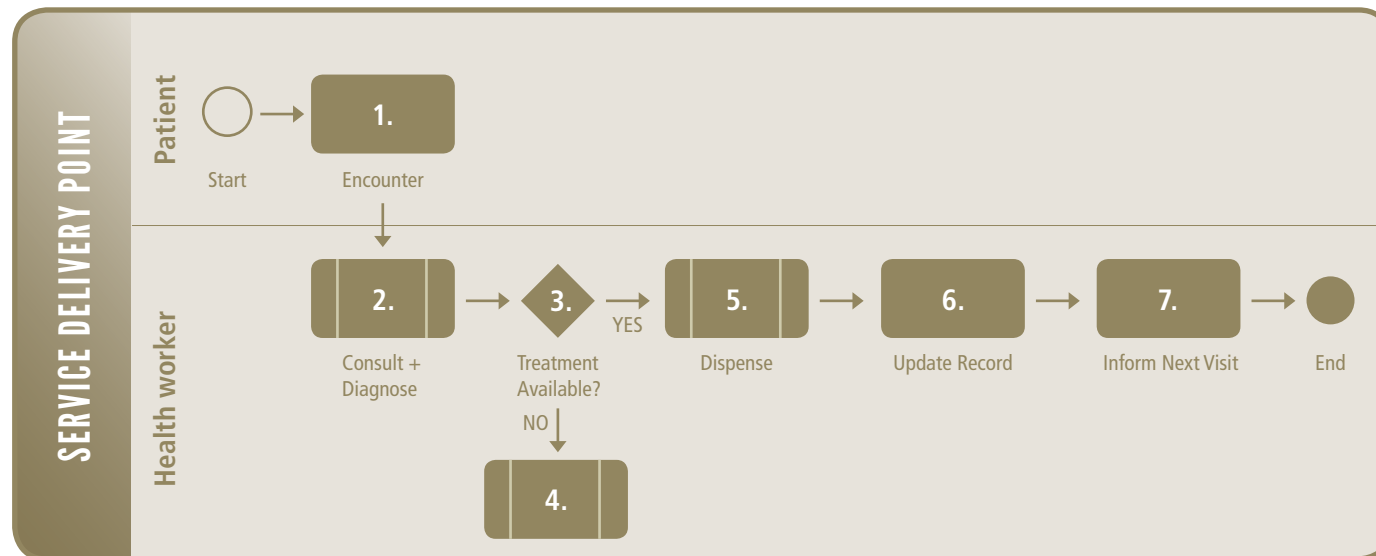 SERVICE DELIVERY POINT
Patient
Start
1.
Encounter
Health worker
2.
Consult +
Diagnose
3.
Treatment
Available?
YES
NO
4.
5.
Dispense
6.
Update Record
7.
Inform Next Visit
End